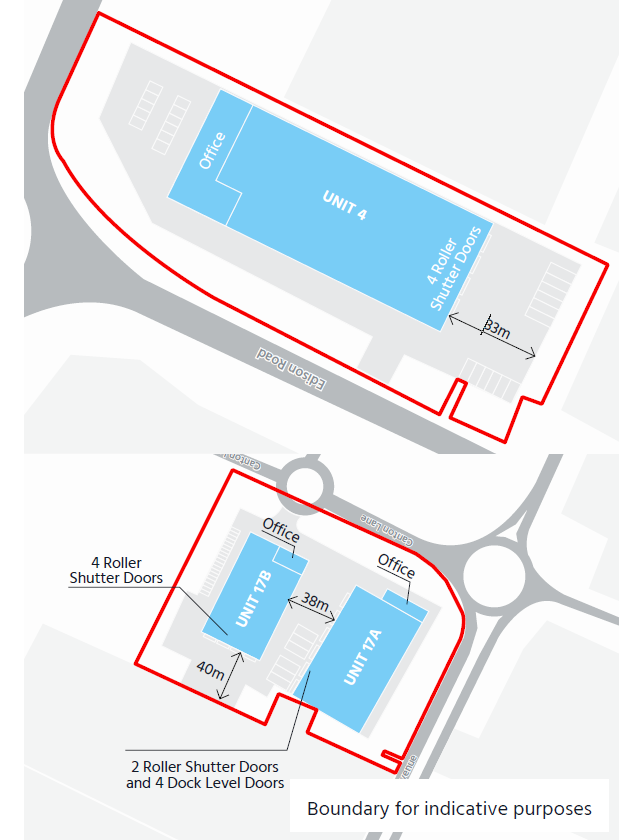 Office
UNIT 4
4 Roller
Shutter Doors
33m
Edison Road
Canton Lane
Canton Lane
Office
Office
4 Roller
Shutter Doors
UNIT 17B
38m
UNIT 17A
40m
2 Roller Shutter Doors
and 4 Dock Level Doors
Boundary for indicative purposes